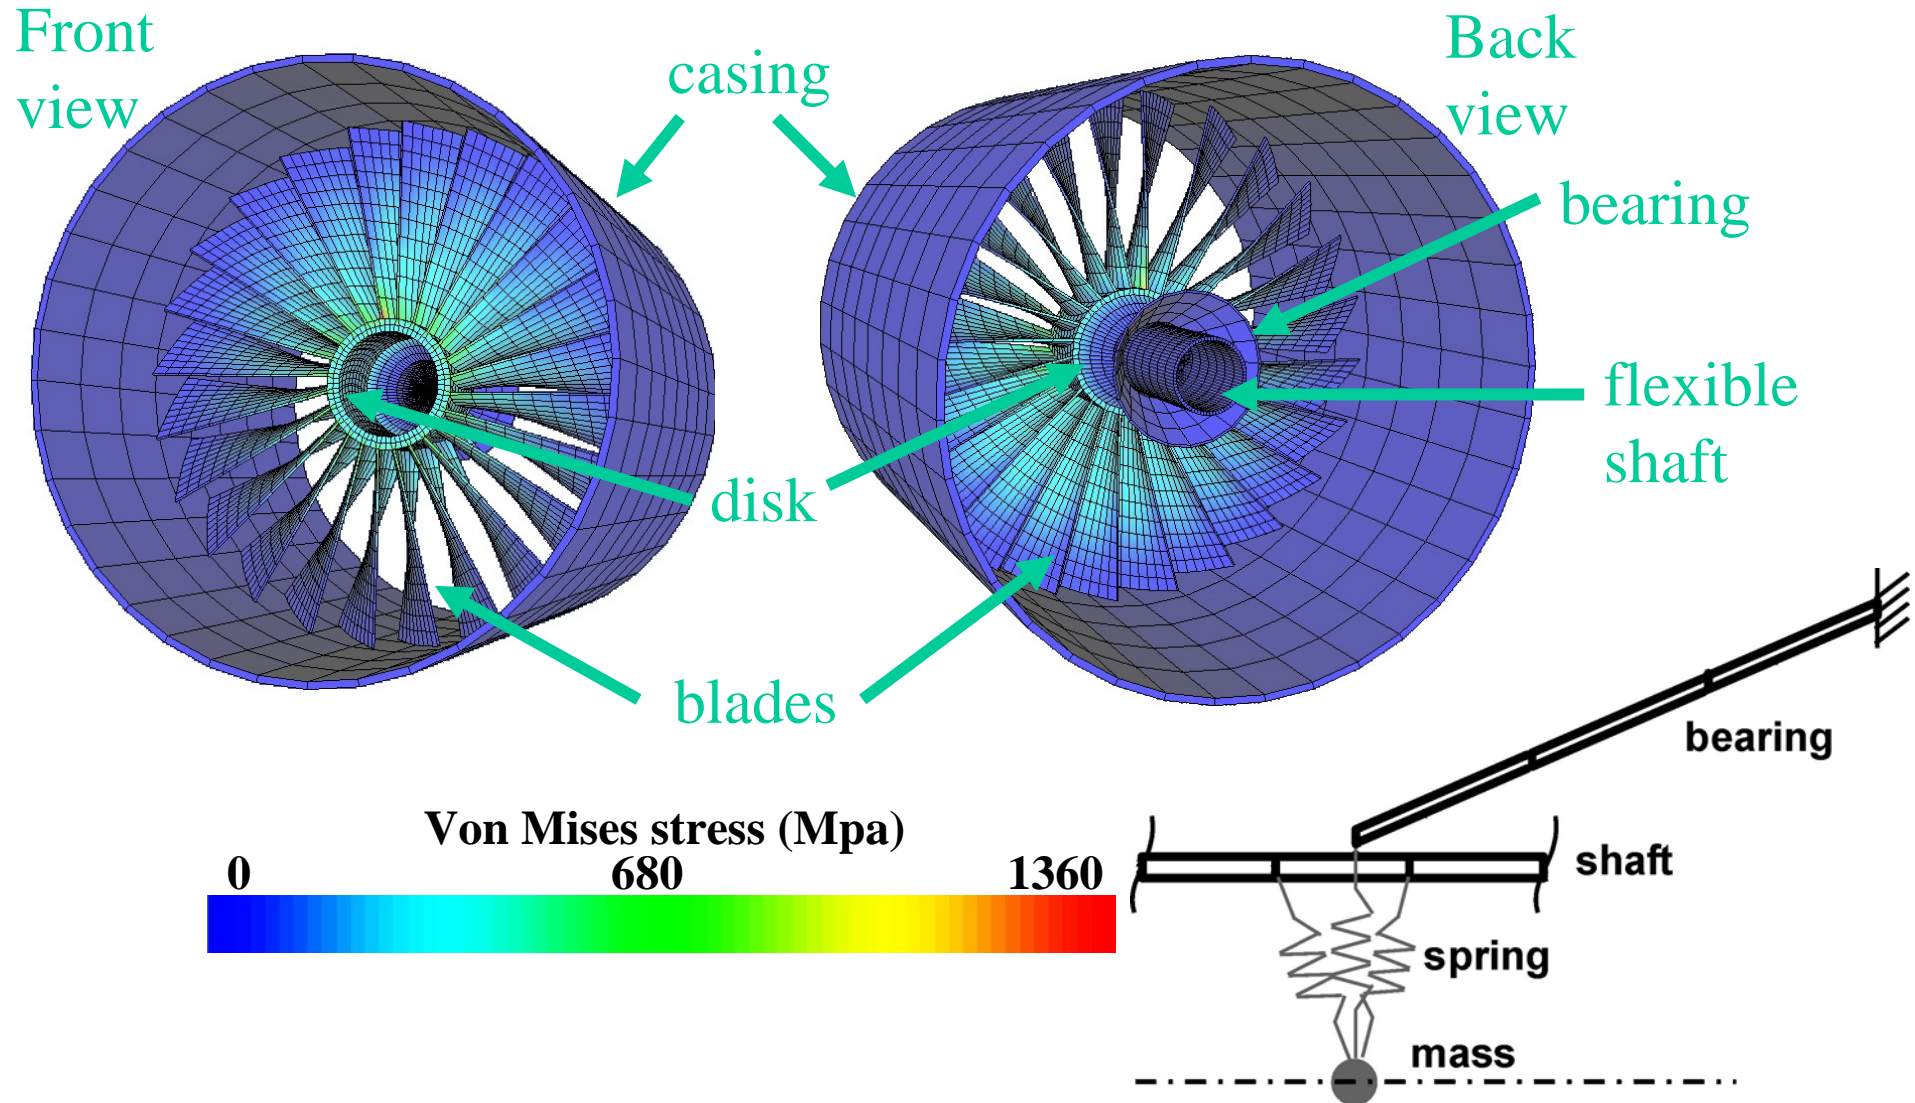 Front
view
casing
Back
view
bearing
flexible
shaft
disk
blades
bearing
Von Mises stress (Mpa)
0 680 1360
shaft
spring
mass